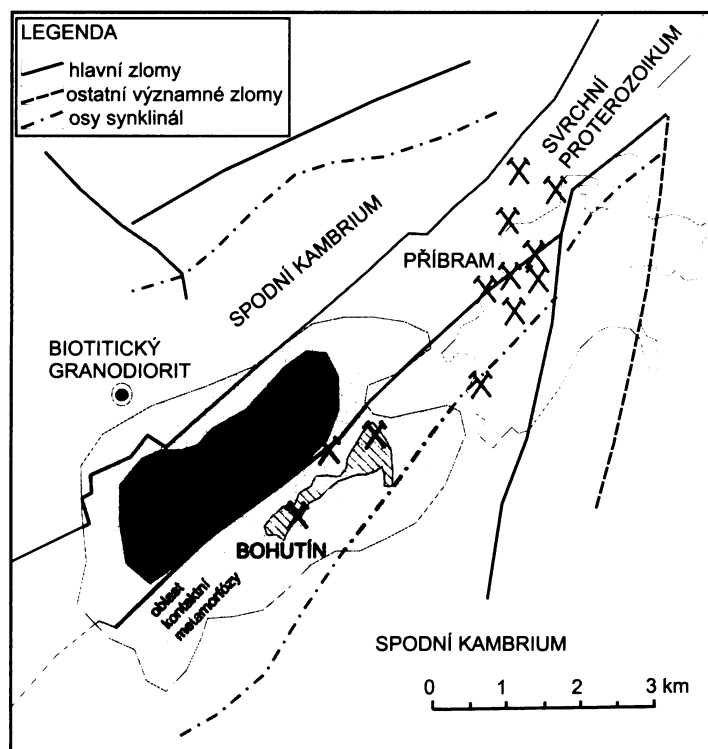 LEGENDA
hlavní zlomy
ostatní významné zlomy
osy synklinál
SVRCHNÍ
PROTEROZOIKUM
SPODNÍ KAMBRIUM
PŘÍBRAM
BIOTITICKÝ
GRANODIORIT
BOHUTÍN
oblast
kontaktní
metamorfózy
SPODNÍ KAMBRIUM
0 1 2 3 km